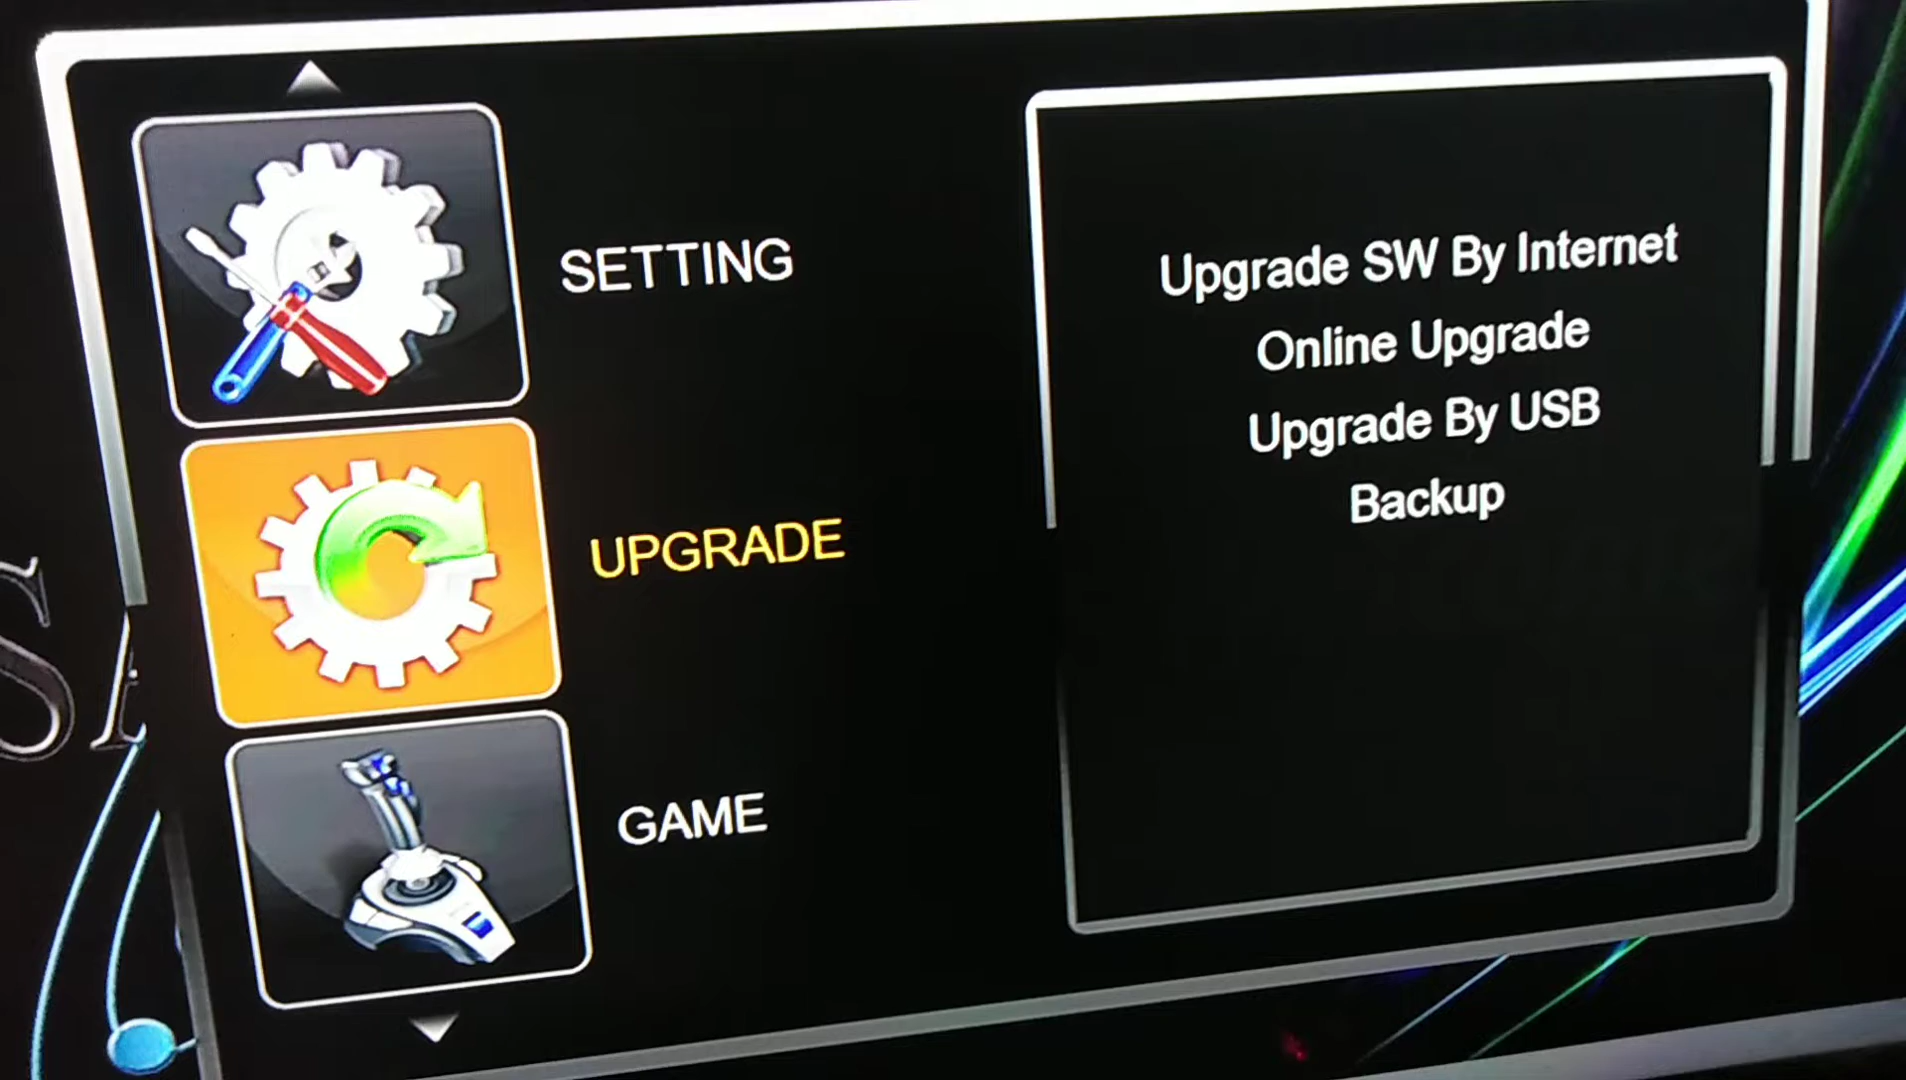 SETTING
UPGRADE
GAME
Upgrade SW By Internet
Online Upgrade
Upgrade By USB
Backup